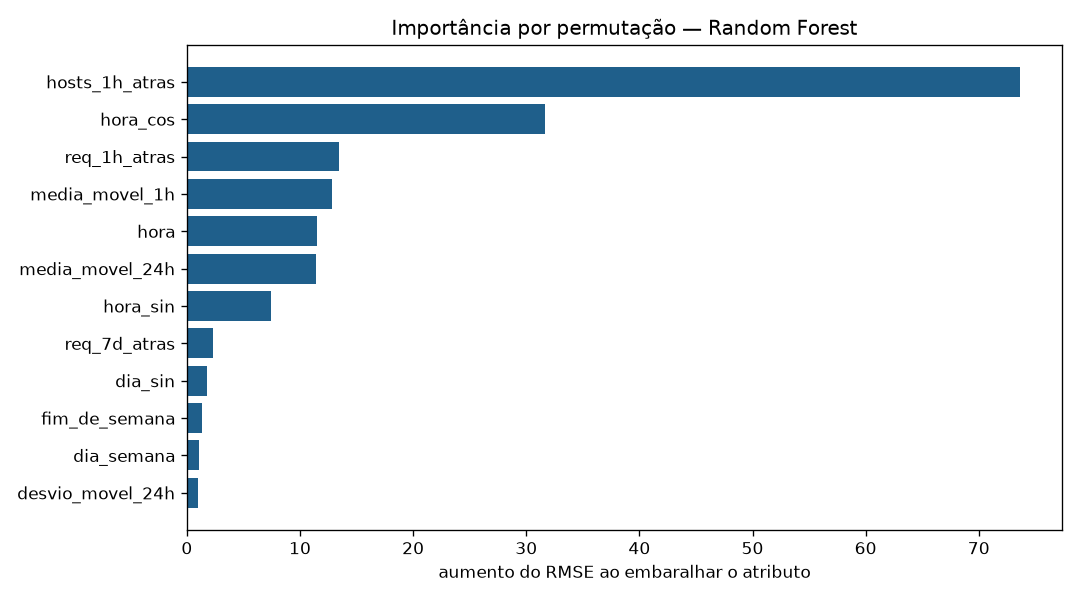 Importância por permutação — Random Forest
hosts_1h_atras
hora_cos
req_1h_atras
media_movel_1h
hora
media_movel_24h
hora_sin
req_7d_atras
dia_sin
fim_de_semana
dia_semana
desvio_movel_24h
0 10 20 30 40 50 60 70
aumento do RMSE ao embaralhar o atributo